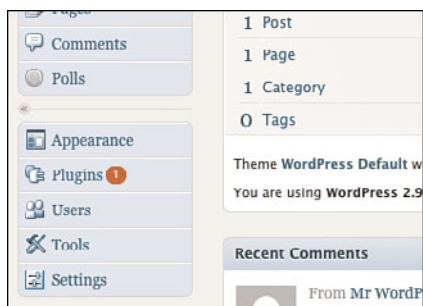 Pages
Comments
Polls
Appearance
Plugins 1
Users
Tools
Settings
1 Post
1 Page
1 Category
0 Tags
Theme WordPress Default w
You are using WordPress 2.9
Recent Comments
From Mr WordP